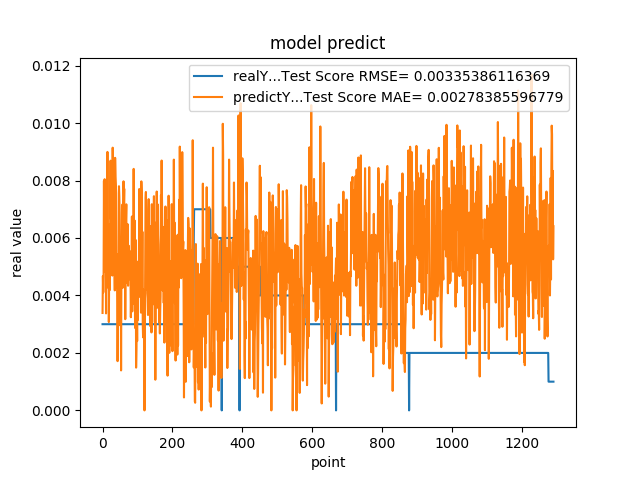 model predict
realY...Test Score RMSE= 0.00335386116369
predictY...Test Score MAE= 0.00278385596779
0.012
0.010
0.008
0.006
0.004
0.002
0.000
real value
0 200 400 600 800 1000 1200
point